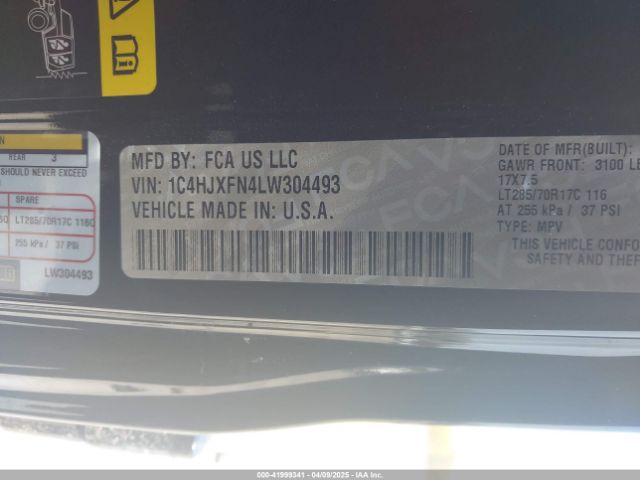 REAR 3
SHOULD NEVER EXCEED
SPARE
LT285/70R17C 116Q
255 kPa / 37 PSI
LW304493
MFD BY: FCA US LLC
VIN: 1C4HJXFN4LW304493
VEHICLE MADE IN: U.S.A.
DATE OF MFR(BUILT):
GAWR FRONT: 3100 LB
17X7.5
LT285/70R17C 116
AT 255 kPa / 37 PSI
TYPE: MPV
THIS VEHICLE CONFO
SAFETY AND THEF
000-41999341 - 04/09/2025 - IAA Inc.